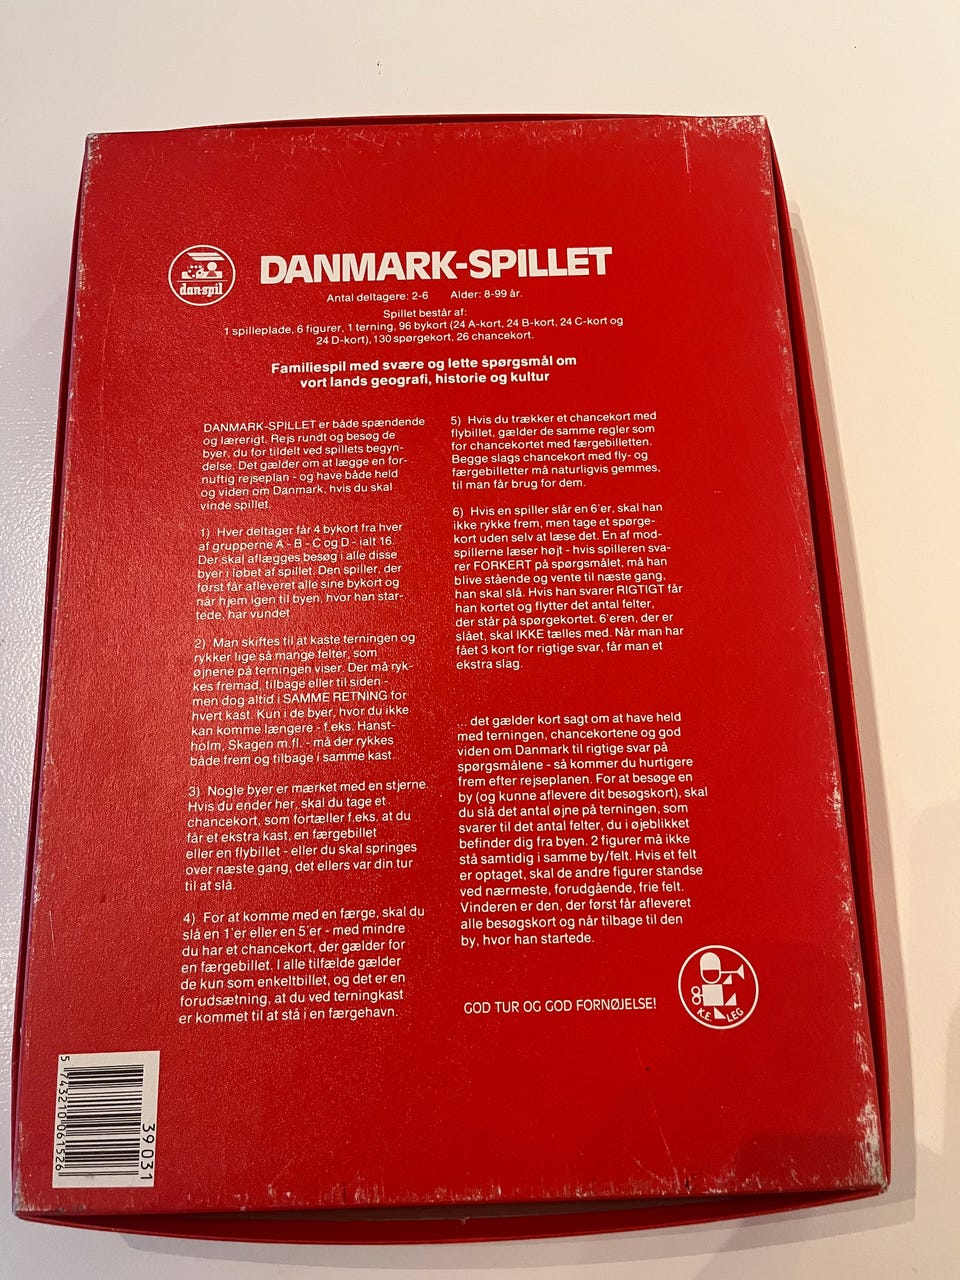 dan-spil
DANMARK-SPILLET
Antal deltagere: 2-6 Alder: 8-99 år.
Spillet består af:
1 spilleplade, 6 figurer, 1 terning, 96 bykort (24 A-kort, 24 B-kort, 24 C-kort og
24 D-kort), 130 spørgekort, 26 chancekort.
Familiespil med svære og lette spørgsmål om
vort lands geografi, historie og kultur
DANMARK-SPILLET er både spændende
og lærerigt. Rejs rundt og besøg de
byer, du for tildelt ved spillets begyn-
delse. Det gælder om at lægge en for-
nuftig rejseplan - og have både held
og viden om Danmark, hvis du skal
vinde spillet.
1) Hver deltager får 4 bykort fra hver
af grupperne A - B - C og D - ialt 16.
Der skal aflægges besøg i alle disse
byer i løbet af spillet. Den spiller, der
først får afleveret alle sine bykort og
når hjem igen til byen, hvor han star-
tede, har vundet.
2) Man skiftes til at kaste terningen og
rykker lige så mange felter, som
øjnene på terningen viser. Der må ryk-
kes fremad, tilbage eller til siden -
men dog altid i SAMME RETNING for
hvert kast. Kun i de byer, hvor du ikke
kan komme længere - f.eks. Hanst-
holm, Skagen m.fl. - må der rykkes
både frem og tilbage i samme kast.
3) Nogle byer er mærket med en stjerne.
Hvis du ender her, skal du tage et
chancekort, som fortæller f.eks. at du
får et ekstra kast, en færgebillet
eller en flybillet - eller du skal springes
over næste gang, det ellers var din tur
til at slå.
4) For at komme med en færge, skal du
slå en 1'er eller en 5'er - med mindre
du har et chancekort, der gælder for
en færgebillet. I alle tilfælde gælder
de kun som enkeltbillet, og det er en
forudsætning, at du ved terningkast
er kommet til at stå i en færgehavn.
5) Hvis du trækker et chancekort med
flybillet, gælder de samme regler som
for chancekortet med færgebilletten.
Begge slags chancekort med fly- og
færgebilletter må naturligvis gemmes,
til man får brug for dem.
6) Hvis en spiller slår en 6'er, skal han
ikke rykke frem, men tage et spørge-
kort uden selv at læse det. En af mod-
spillerne læser højt - hvis spilleren sva-
rer FORKERT på spørgsmålet, må han
blive stående og vente til næste gang,
han skal slå. Hvis han svarer RIGTIGT får
han kortet og flytter det antal felter,
der står på spørgekortet. 6'eren, der er
slået, skal IKKE tælles med. Når man har
fået 3 kort for rigtige svar, får man et
ekstra slag.
... det gælder kort sagt om at have held
med terningen, chancekortene og god
viden om Danmark til rigtige svar på
spørgsmålene - så kommer du hurtigere
frem efter rejseplanen. For at besøge en
by (og kunne aflevere dit besøgskort), skal
du slå det antal øjne på terningen, som
svarer til det antal felter, du i øjeblikket
befinder dig fra byen. 2 figurer må ikke
stå samtidig i samme by/felt. Hvis et felt
er optaget, skal de andre figurer standse
ved nærmeste, forudgående, frie felt.
Vinderen er den, der først får afleveret
alle besøgskort og når tilbage til den
by, hvor han startede.
GOD TUR OG GOD FORNØJELSE!
K.E. LEG
39031
5 743210 061526